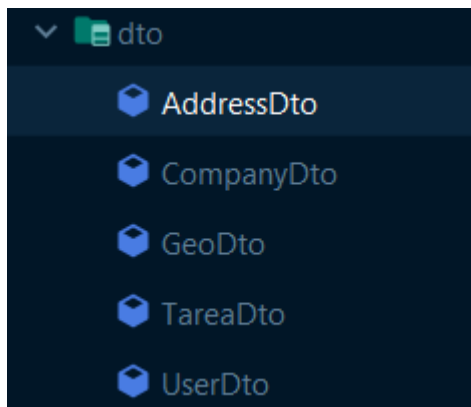 dto
AddressDto
CompanyDto
GeoDto
TareaDto
UserDto